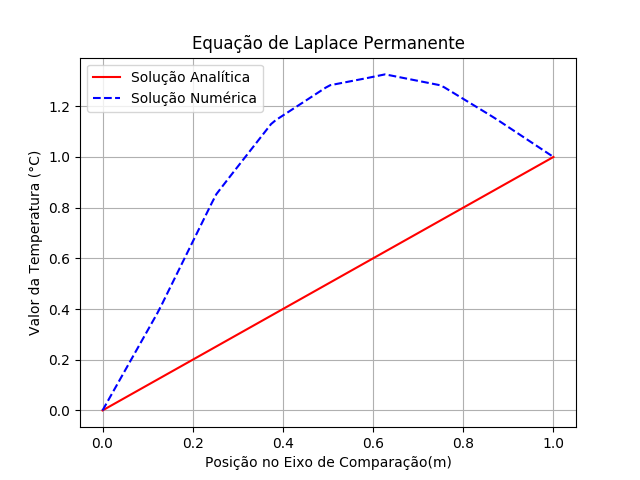 Equação de Laplace Permanente
Solução Analítica
Solução Numérica
Valor da Temperatura (°C)
1.2
1.0
0.8
0.6
0.4
0.2
0.0
0.0 0.2 0.4 0.6 0.8 1.0
Posição no Eixo de Comparação(m)